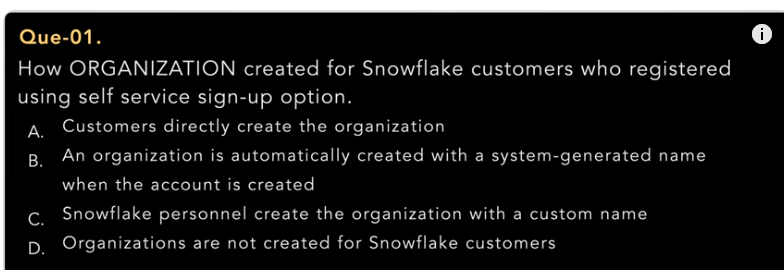 Que-01.
How ORGANIZATION created for Snowflake customers who registered
using self service sign-up option.
A. Customers directly create the organization
B. An organization is automatically created with a system-generated name
when the account is created
C. Snowflake personnel create the organization with a custom name
D. Organizations are not created for Snowflake customers